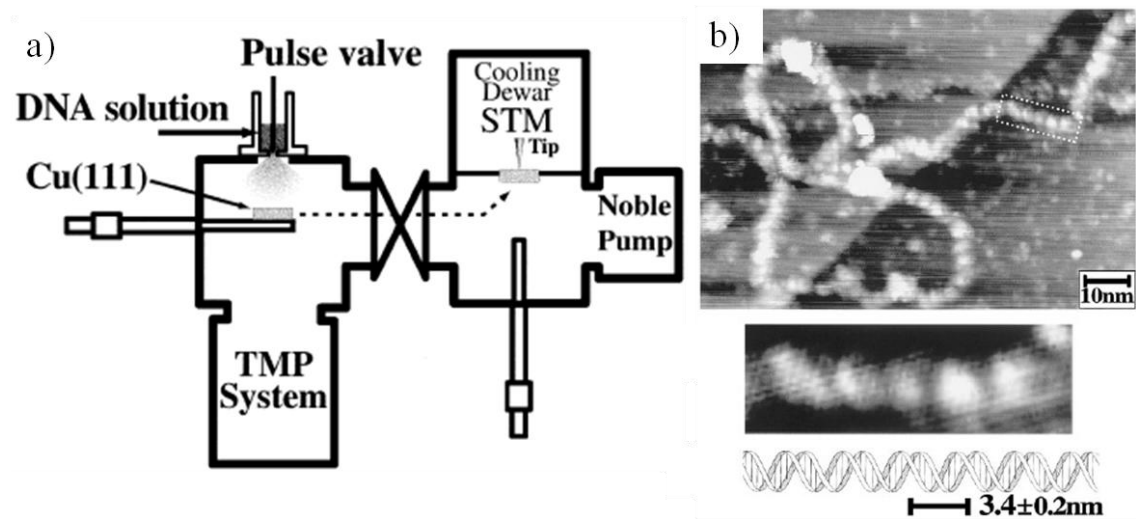 a)
Pulse valve
DNA solution
Cu(111)
TMP
System
Cooling
Dewar
STM
Tip
Noble
Pump
b)
10nm
3.4±0.2nm